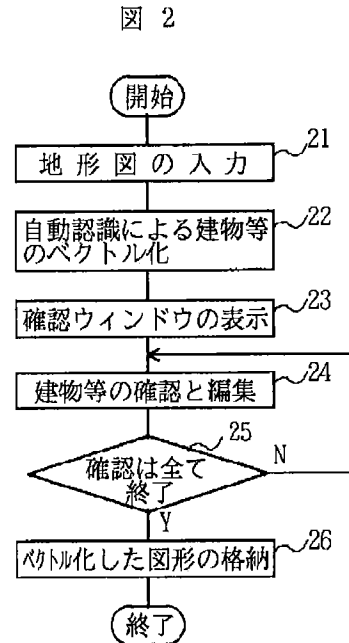 図 2
開始
地 形 図 の 入 力
21
自動認識による建物等
のベクトル化
22
確認ウィンドウの表示
23
建物等の確認と編集
24
25
確認は全て
終了
N
Y
ベクトル化した図形の格納
26
終了